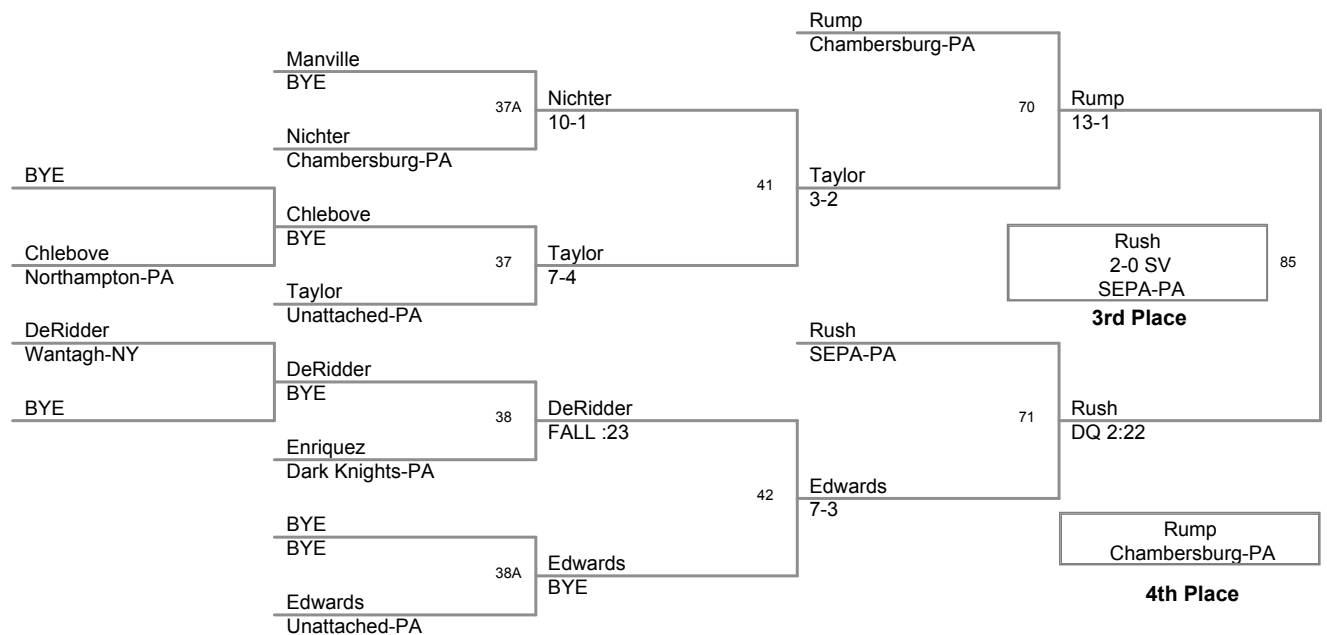 BYE
Chlebove
Northampton-PA
DeRidder
Wantagh-NY
BYE
Manville
BYE
37A
Nichter
Chambersburg-PA
Chlebove
BYE
37
Taylor
Unattached-PA
DeRidder
BYE
38
Enriquez
Dark Knights-PA
BYE
BYE
38A
Edwards
Unattached-PA
Nichter
10-1
41
Taylor
7-4
DeRidder
FALL :23
42
Edwards
BYE
Rump
Chambersburg-PA
70
Taylor
3-2
Rush
SEPA-PA
71
Edwards
7-3
Rump
13-1
Rush
2-0 SV
SEPA-PA
85
3rd Place
Rush
DQ 2:22
Rump
Chambersburg-PA
4th Place